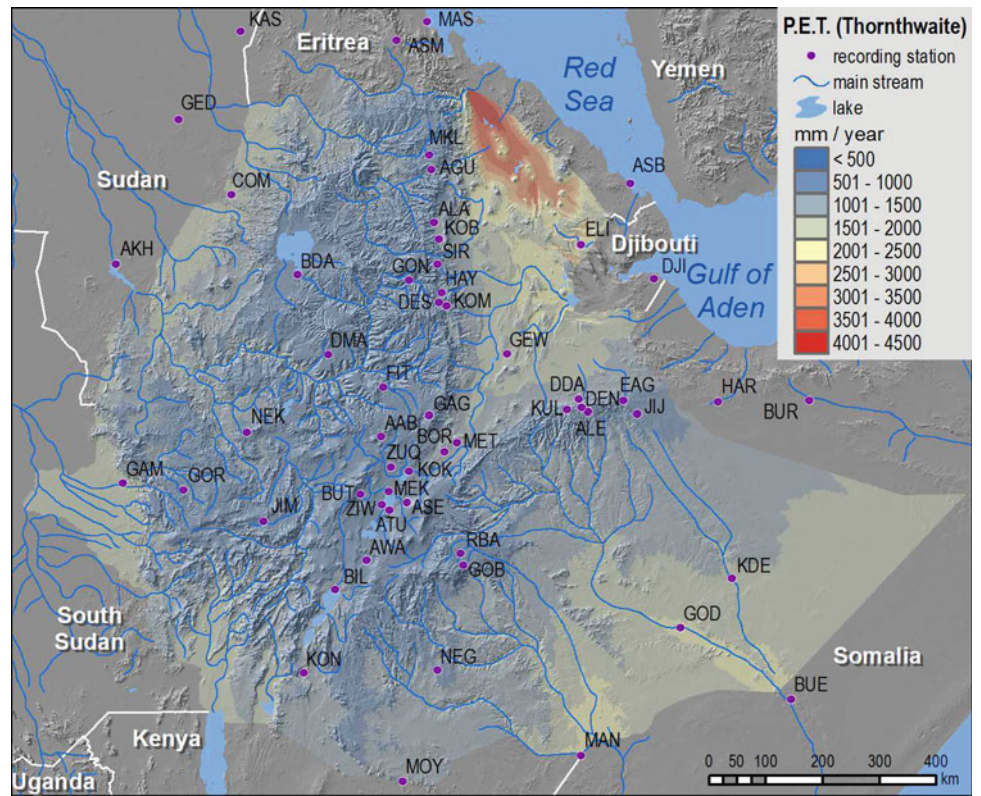 KAS
MAS
Eritrea
ASM
Red
Sea
Yemen
P.E.T. (Thornthwaite)
recording station
main stream
lake
mm / year
< 500
501 - 1000
1001 - 1500
1501 - 2000
2001 - 2500
2501 - 3000
3001 - 3500
3501 - 4000
4001 - 4500
GED
MKL
AGU
Sudan
COM
ASB
ALA
KOB
ELI
Djibouti
AKH
SIR
BDA
GON
HAY
DJI
Gulf of
Aden
DES
KOM
DMA
GEW
FIT
DDA
DEN
EAG
HAR
KUL
JIJ
BUR
NEK
GAG
AAB
BOR
MET
ALE
ZUQ
KOK
GAM
GOR
BUT
MEK
ZIW
ASE
JIM
ATU
AWA
RBA
GOB
BIL
KDE
South
Sudan
GOD
KON
NEG
Somalia
BUE
Kenya
MAN
MOY
Uganda
0 50 100 200 300 400
km